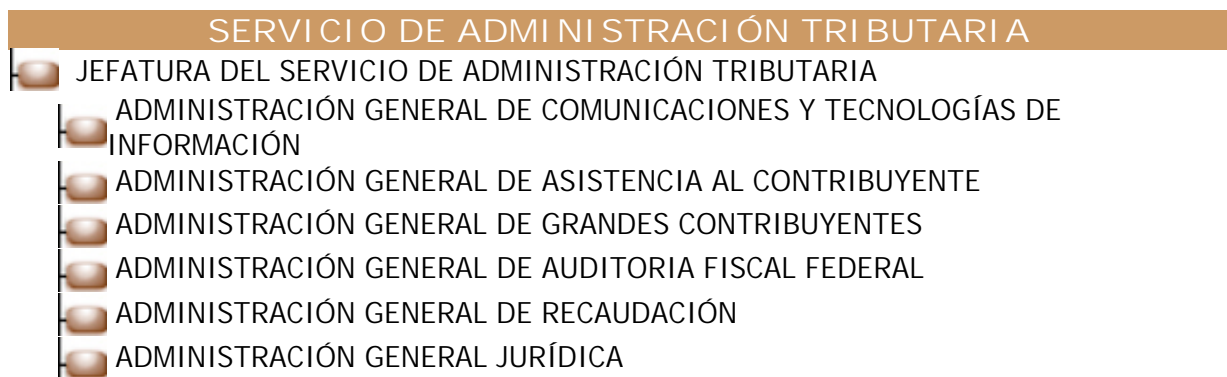 SERVICIO DE ADMINISTRACIÓN TRIBUTARIA
JEFATURA DEL SERVICIO DE ADMINISTRACIÓN TRIBUTARIA
ADMINISTRACIÓN GENERAL DE COMUNICACIONES Y TECNOLOGÍAS DE
INFORMACIÓN
ADMINISTRACIÓN GENERAL DE ASISTENCIA AL CONTRIBUYENTE
ADMINISTRACIÓN GENERAL DE GRANDES CONTRIBUYENTES
ADMINISTRACIÓN GENERAL DE AUDITORIA FISCAL FEDERAL
ADMINISTRACIÓN GENERAL DE RECAUDACIÓN
ADMINISTRACIÓN GENERAL JURÍDICA